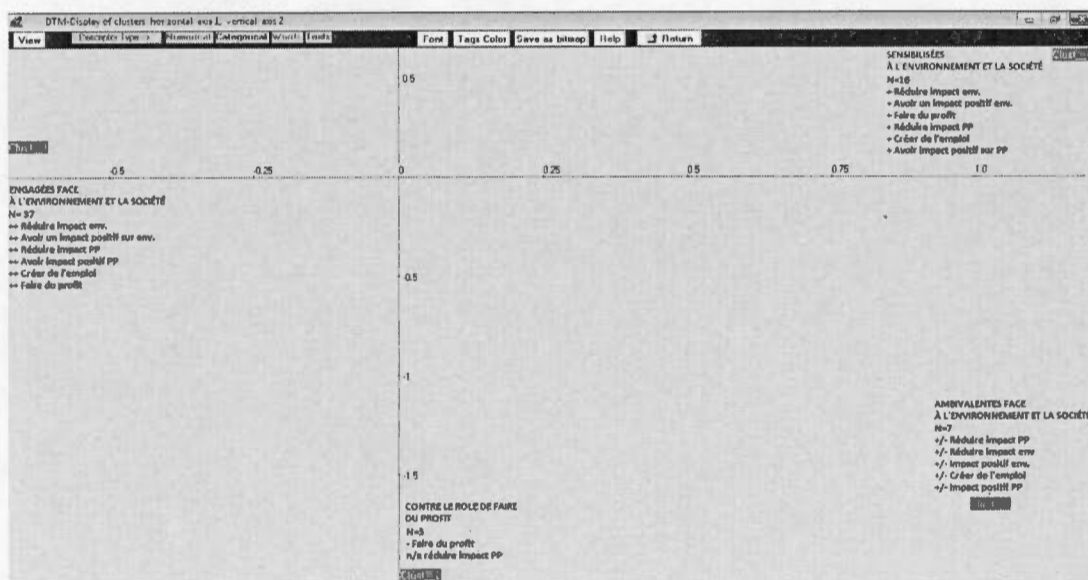 DTM-Display of clusters horizontal axis 1, vertical axis 2
View Descriptor Type > Numerical Categorical Words Texts Font Tags Color Save as bitmap Help Return
SENSIBILISÉES
À L'ENVIRONNEMENT ET LA SOCIÉTÉ
N=16
+ Réduire impact env.
+ Avoir un impact positif env.
+ Faire du profit
+ Réduire impact PP
+ Créer de l'emploi
+ Avoir impact positif sur PP
0.5
-0.5 -0.25 0 0.25 0.5 0.75 1.0
ENGAGÉES FACE
À L'ENVIRONNEMENT ET LA SOCIÉTÉ
N= 37
++ Réduire impact env.
++ Avoir un impact positif sur env.
++ Réduire impact PP
++ Avoir impact positif PP
++ Créer de l'emploi
++ Faire du profit
-0.5
-1
-1.5
AMBIVALENTES FACE
À L'ENVIRONNEMENT ET LA SOCIÉTÉ
N=7
+/- Réduire impact PP
+/- Réduire impact env
+/- Impact positif env.
+/- Créer de l'emploi
+/- Impact positif PP
CONTRE LE ROLE DE FAIRE
DU PROFIT
N=3
- Faire du profit
n/a réduire impact PP